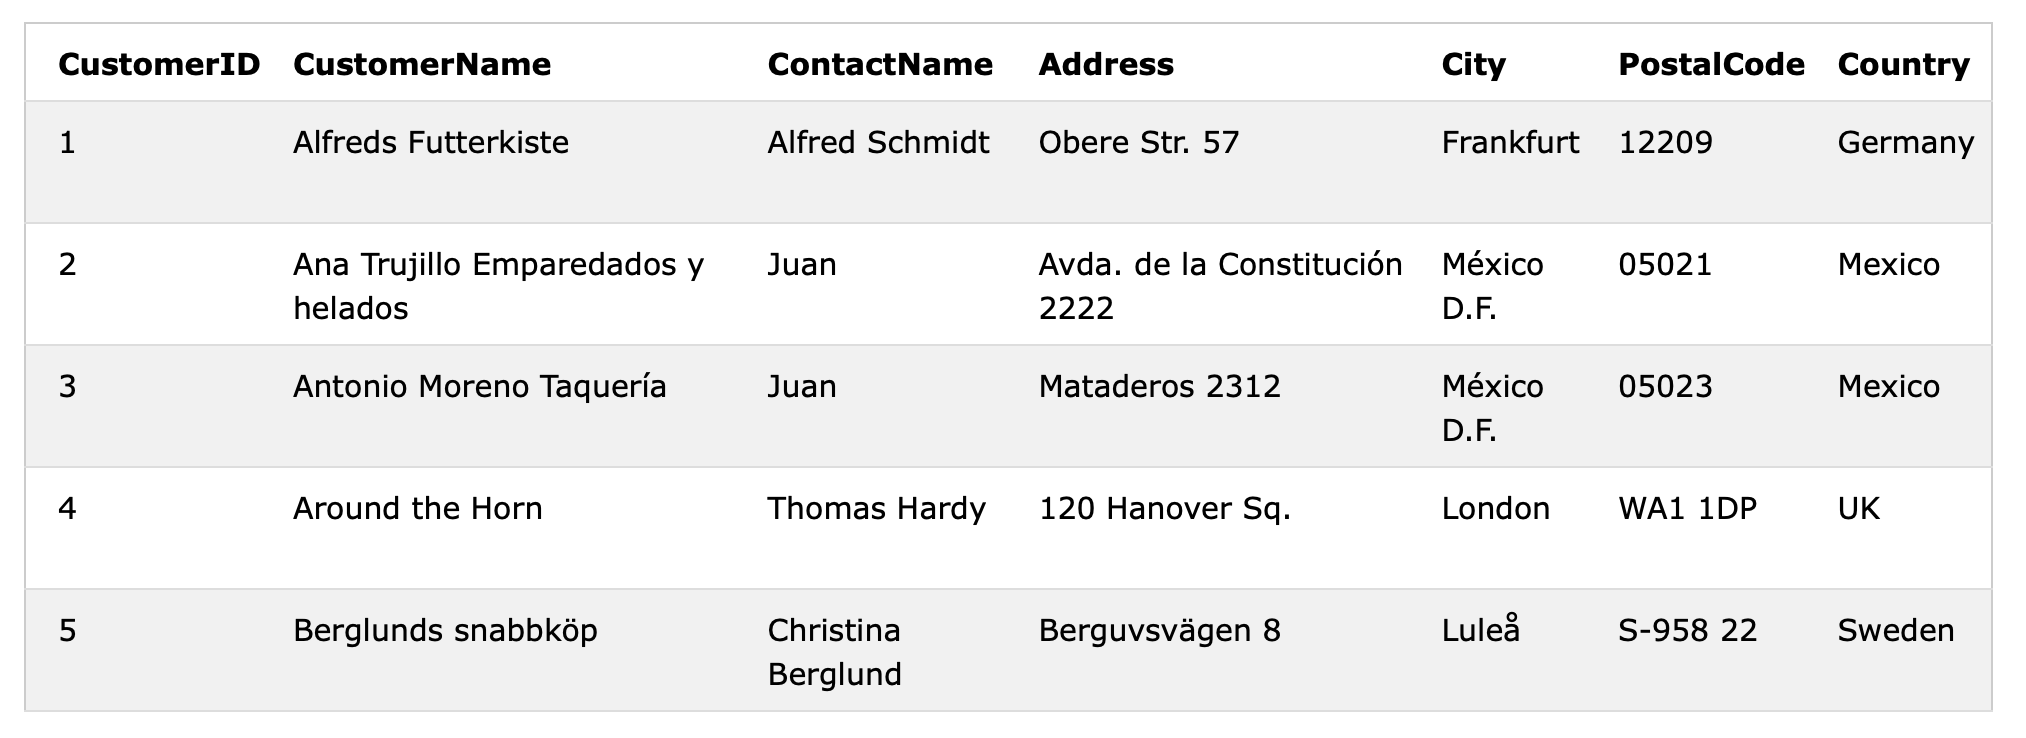 CustomerID CustomerName ContactName Address City PostalCode Country
1 Alfreds Futterkiste Alfred Schmidt Obere Str. 57 Frankfurt 12209 Germany
2 Ana Trujillo Emparedados y Juan Avda. de la Constitución México 05021 Mexico
helados 2222 D.F.
3 Antonio Moreno Taquería Juan Mataderos 2312 México 05023 Mexico
D.F.
4 Around the Horn Thomas Hardy 120 Hanover Sq. London WA1 1DP UK
5 Berglunds snabbköp Christina Berguvsvägen 8 Luleå S-958 22 Sweden
Berglund